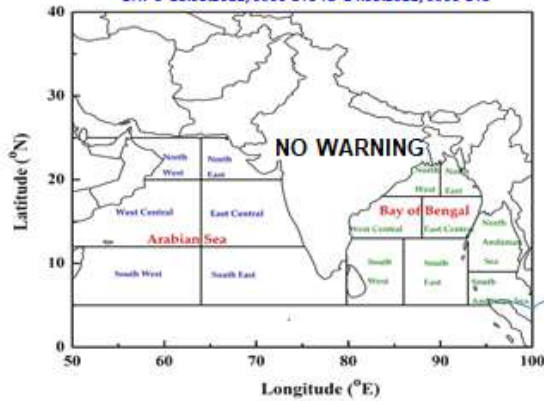 40
30
20
10
0
50
60
70
80
90
100
Latitude (°N)
Longitude (°E)
NO WARNING
North
West
North
East
West Central
East Central
Arabian Sea
South West
South East
North
West
North
East
Bay of Bengal
West Central
East Central
South
West
South
East
North
Andaman
Sea
South
Andaman Sea